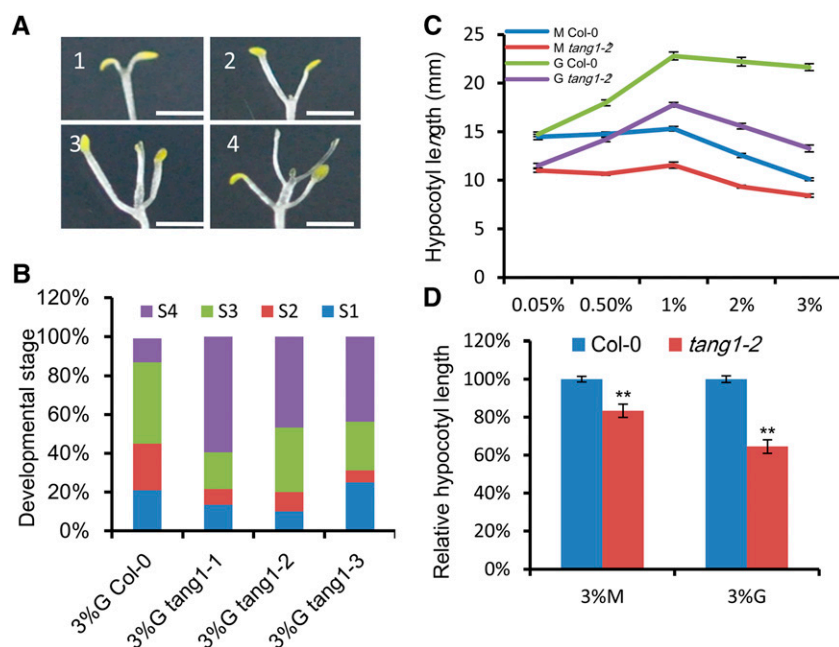 A
1
2
3
4
B
Developmental stage
120%
100%
80%
60%
40%
20%
0%
S4 S3 S2 S1
3%G Col-0
3%G tang1-1
3%G tang1-2
3%G tang1-3
C
Hypocotyl length (mm)
25
20
15
10
5
0
M Col-0
M tang1-2
G Col-0
G tang1-2
0.05% 0.50% 1% 2% 3%
D
Relative hypocotyl length
120%
100%
80%
60%
40%
20%
0%
Col-0 tang1-2
**
**
3%M 3%G